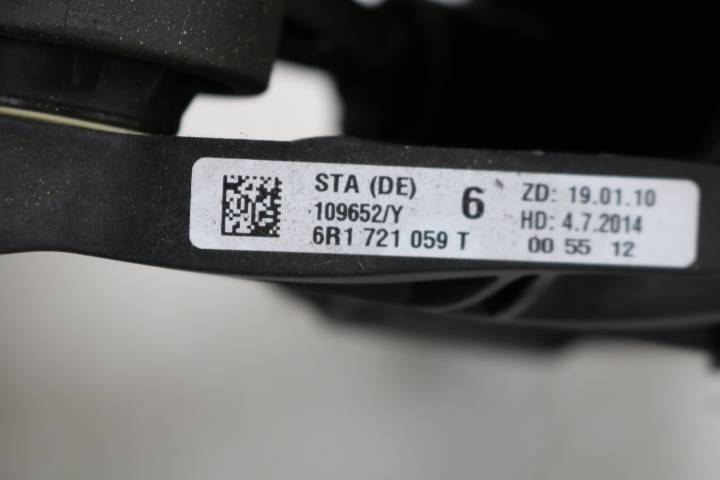 STA (DE) 6 ZD: 19.01.10
109652/Y HD: 4.7.2014
6R1 721 059 T 00 55 12